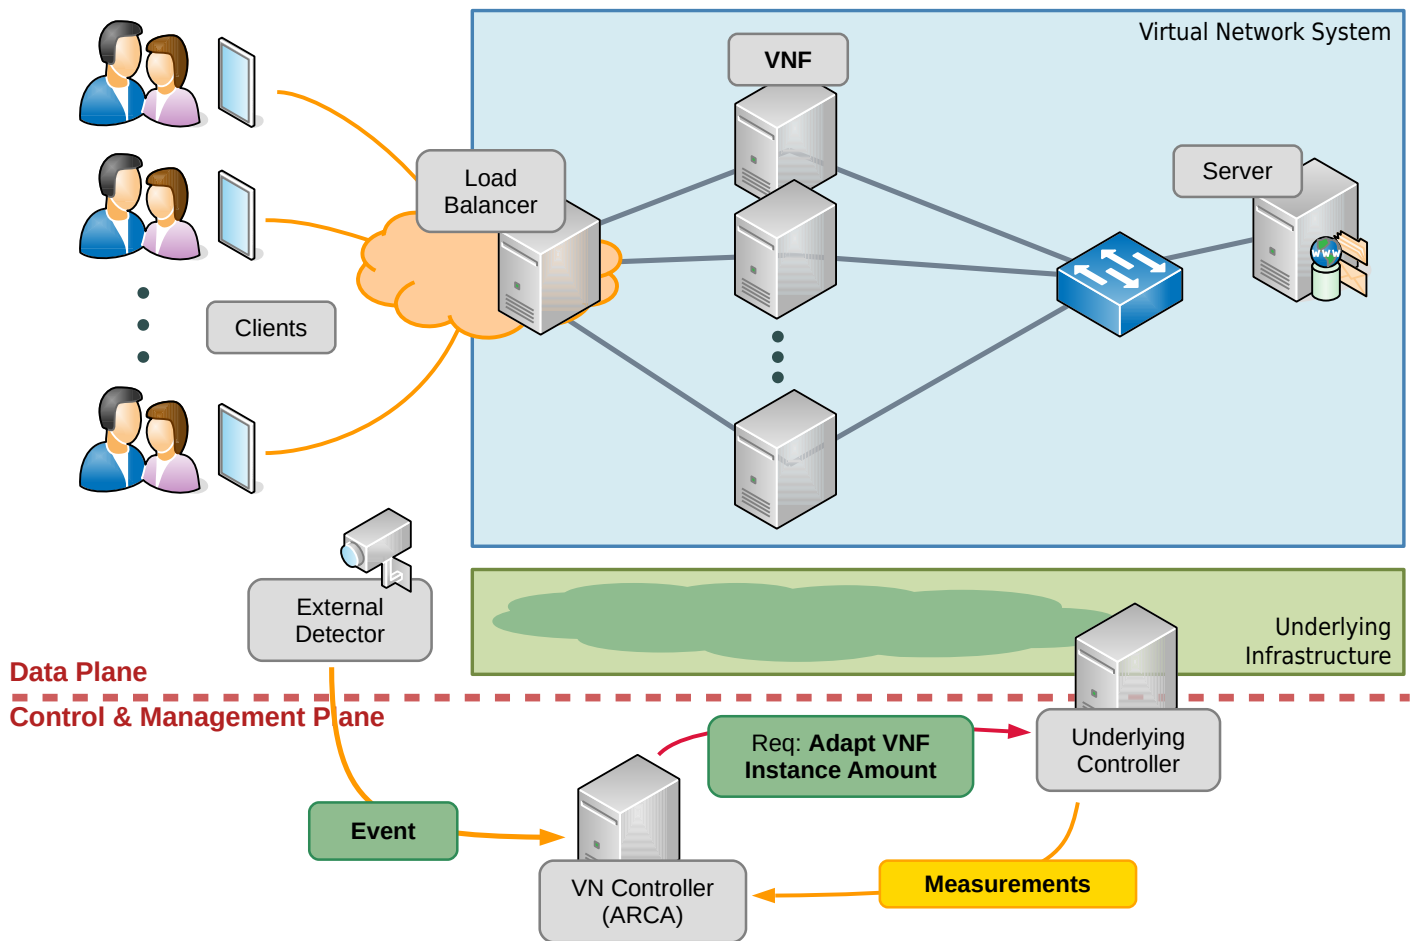 Virtual Network System
VNF
Load
Balancer
Server
WWW
Clients
External
Detector
Underlying
Infrastructure
Data Plane
Control & Management Plane
Req: Adapt VNF
Instance Amount
Underlying
Controller
Event
VN Controller
(ARCA)
Measurements